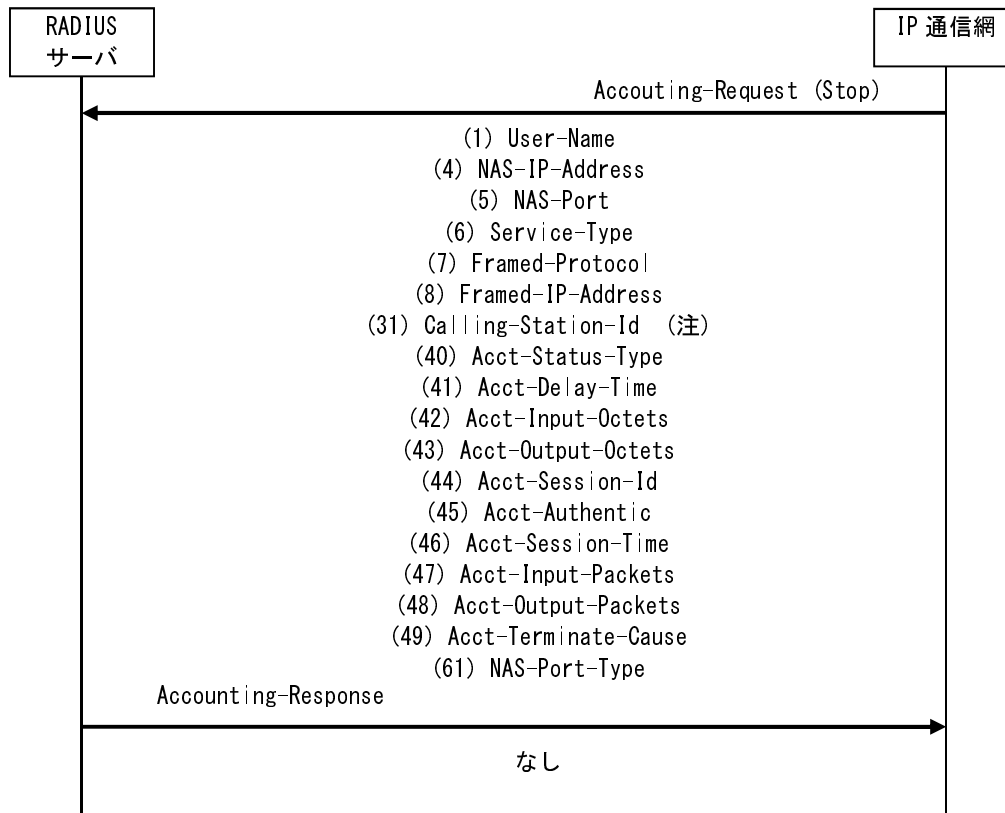 RADIUS
サーバ
IP 通信網
Accouting-Request (Stop)
(1) User-Name
(4) NAS-IP-Address
(5) NAS-Port
(6) Service-Type
(7) Framed-Protocol
(8) Framed-IP-Address
(31) Calling-Station-Id (注)
(40) Acct-Status-Type
(41) Acct-Delay-Time
(42) Acct-Input-Octets
(43) Acct-Output-Octets
(44) Acct-Session-Id
(45) Acct-Authentic
(46) Acct-Session-Time
(47) Acct-Input-Packets
(48) Acct-Output-Packets
(49) Acct-Terminate-Cause
(61) NAS-Port-Type
Accounting-Response
なし